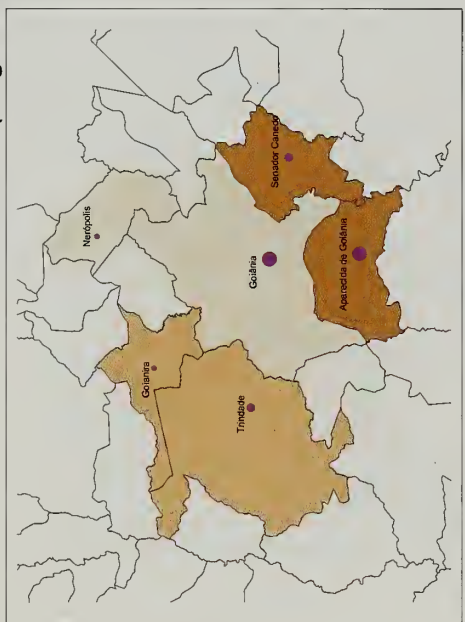 Nerópolis
Goianira
Senador Canedo
Goiânia
Trindade
Aparecida de Goiânia